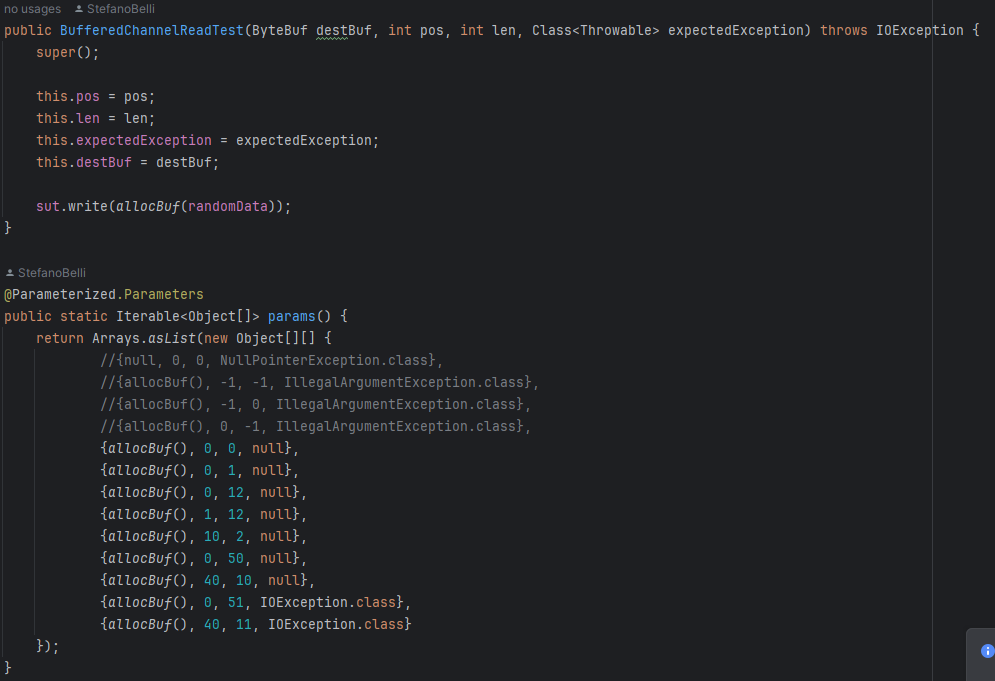 no usages StefanoBelli
public BufferedChannelReadTest(ByteBuf destBuf, int pos, int len, Class<Throwable> expectedException) throws IOException {
    super();

    this.pos = pos;
    this.len = len;
    this.expectedException = expectedException;
    this.destBuf = destBuf;

    sut.write(allocBuf(randomData));
}

StefanoBelli
@Parameterized.Parameters
public static Iterable<Object[]> params() {
    return Arrays.asList(new Object[][] {
            //{null, 0, 0, NullPointerException.class},
            //{allocBuf(), -1, -1, IllegalArgumentException.class},
            //{allocBuf(), -1, 0, IllegalArgumentException.class},
            //{allocBuf(), 0, -1, IllegalArgumentException.class},
            {allocBuf(), 0, 0, null},
            {allocBuf(), 0, 1, null},
            {allocBuf(), 0, 12, null},
            {allocBuf(), 1, 12, null},
            {allocBuf(), 10, 2, null},
            {allocBuf(), 0, 50, null},
            {allocBuf(), 40, 10, null},
            {allocBuf(), 0, 51, IOException.class},
            {allocBuf(), 40, 11, IOException.class}
    });
}